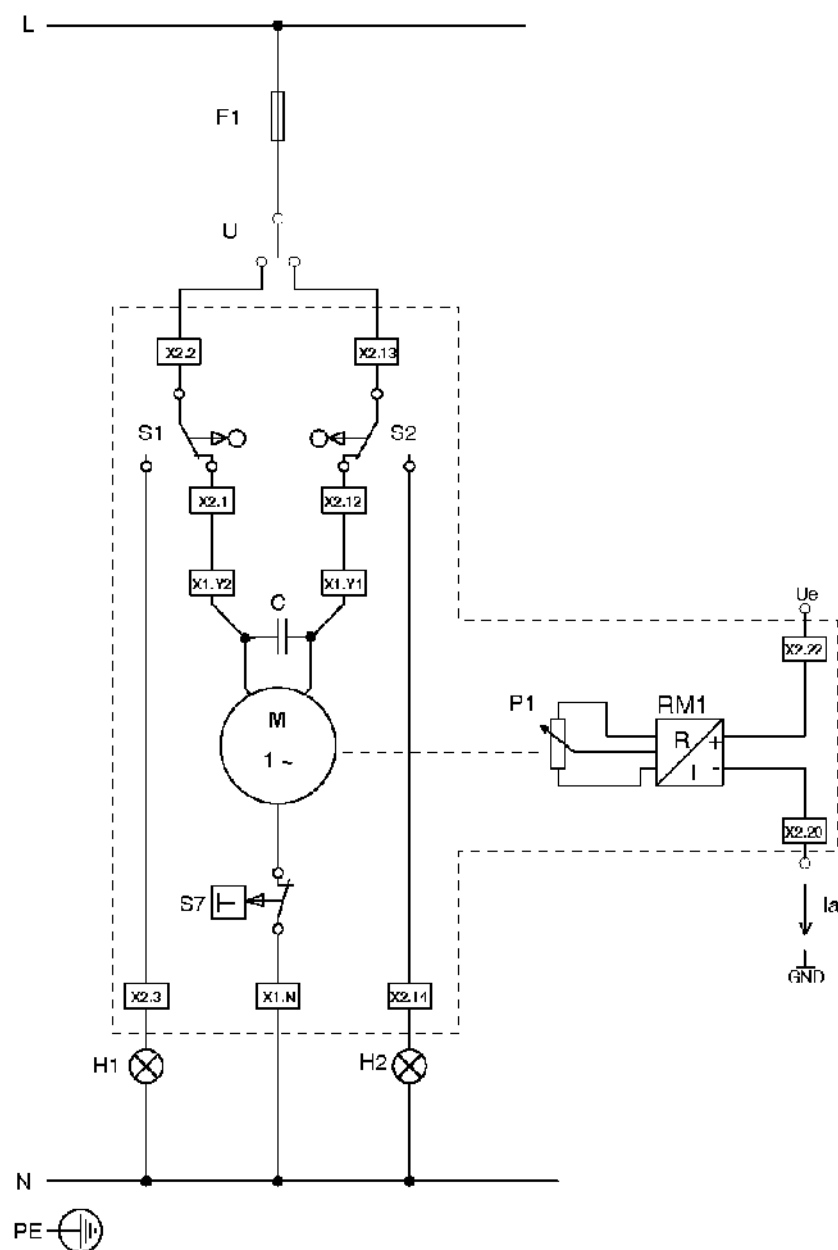 L
F1
U
X2.2
X2.13
S1
S2
X2.1
X2.12
X1.Y2
X1.Y1
C
Ue
X2.22
M
1 ~
P1
RM1
R
+
I
-
X2.20
S7
Ia
GND
X2.3
X1.N
X2.14
H1
H2
N
PE